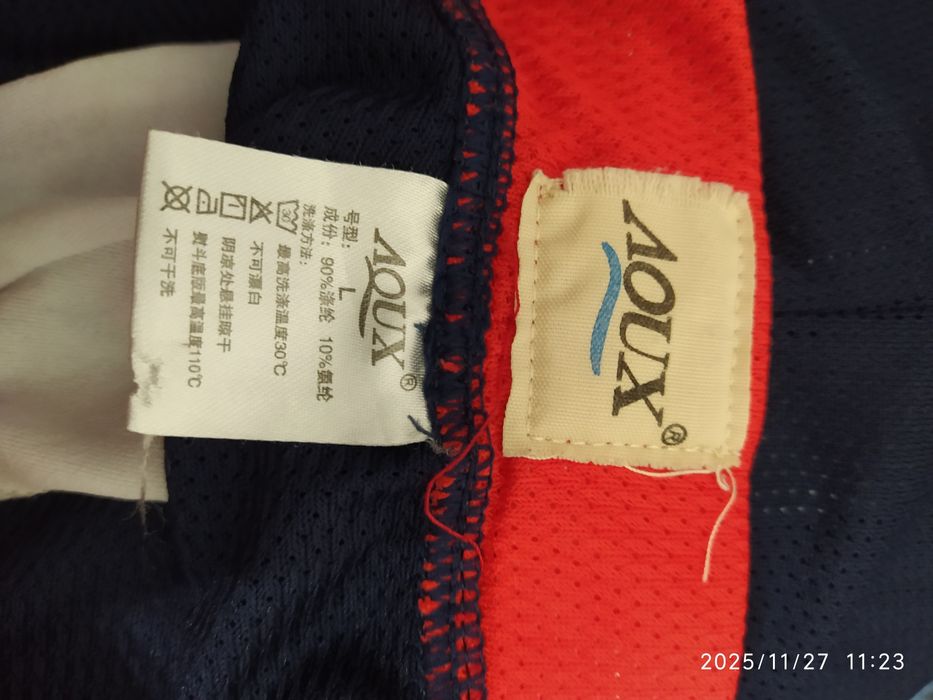 AQUX®
号型： L
成份：90%涤纶 10%氨纶
洗涤方法：
30
最高洗涤温度30℃
不可漂白
阴凉处悬挂晾干
熨斗底版最高温度110℃
不可干洗
AQUX®
2025/11/27 11:23